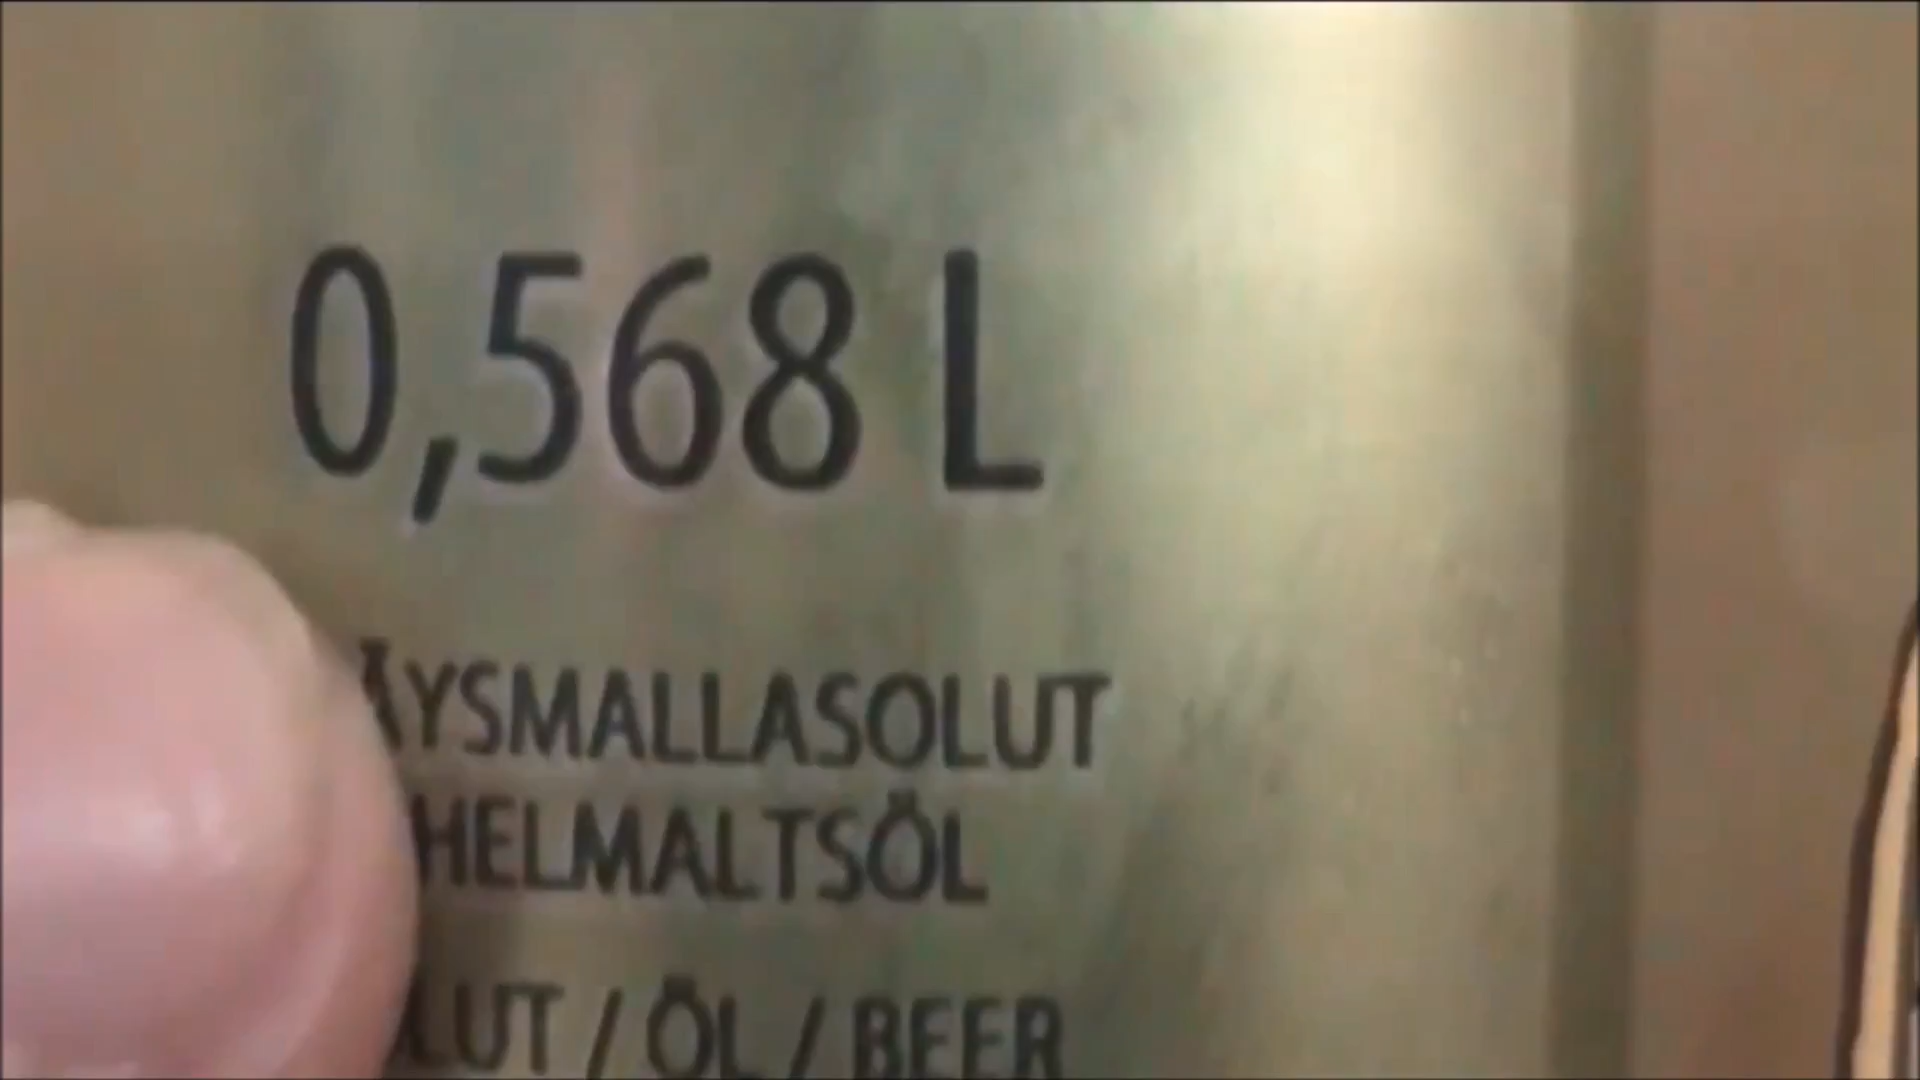 0,568 L
ÄYSMALLASOLUT
HELMALTSÖL
LUT / ÖL / BEER